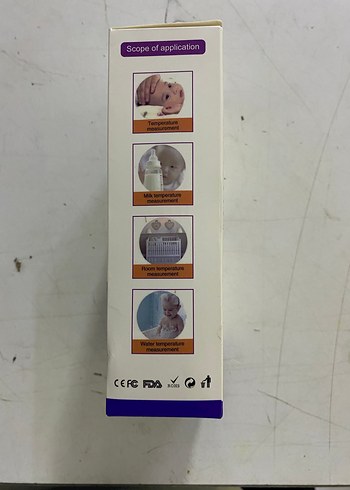 Scope of application
Temperature
measurement
Milk temperature
measurement
Room temperature
measurement
Water temperature
measurement
CE FC FDA